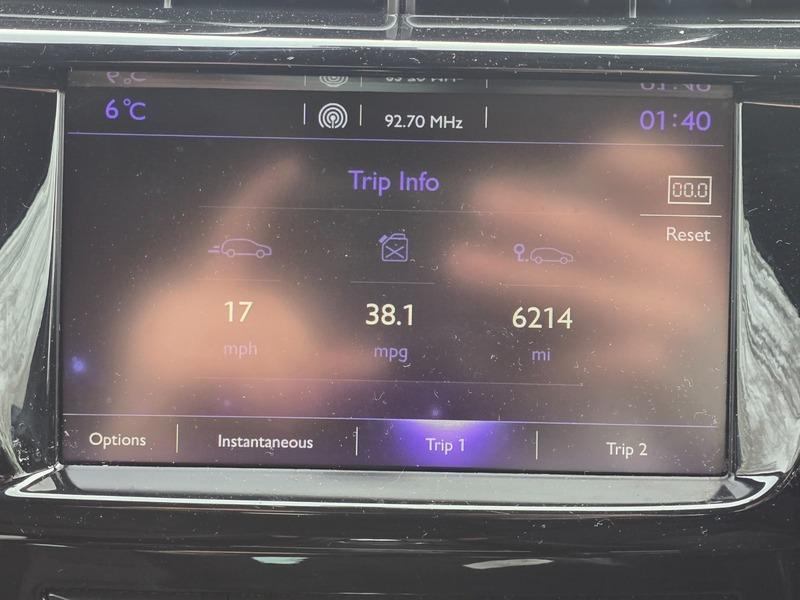 6°C 92.70 MHz 01:40
Trip Info
00.0
Reset
17 38.1 6214
mph mpg mi
Options Instantaneous Trip 1 Trip 2